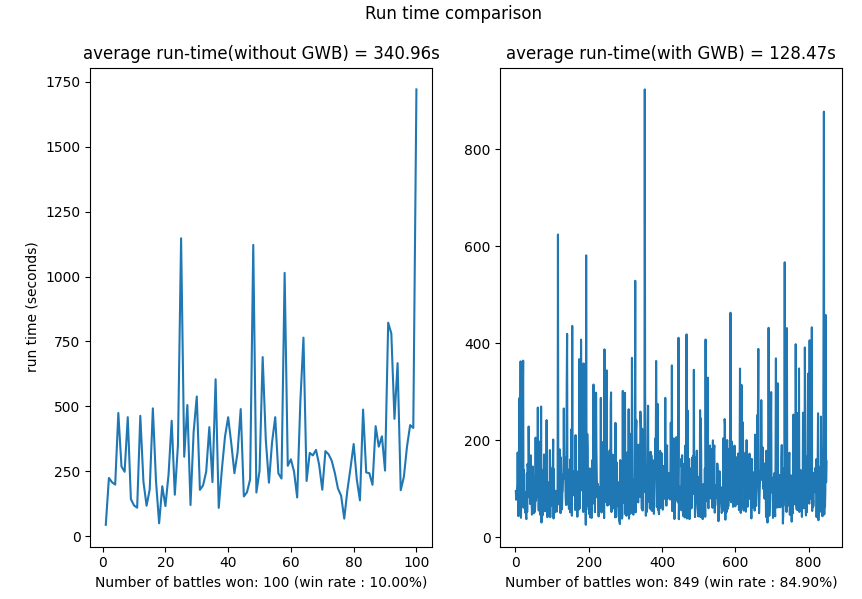 Run time comparison
average run-time(without GWB) = 340.96s
average run-time(with GWB) = 128.47s
run time (seconds)
1750
1500
1250
1000
750
500
250
0
0 20 40 60 80 100
Number of battles won: 100 (win rate : 10.00%)
800
600
400
200
0
0 200 400 600 800
Number of battles won: 849 (win rate : 84.90%)